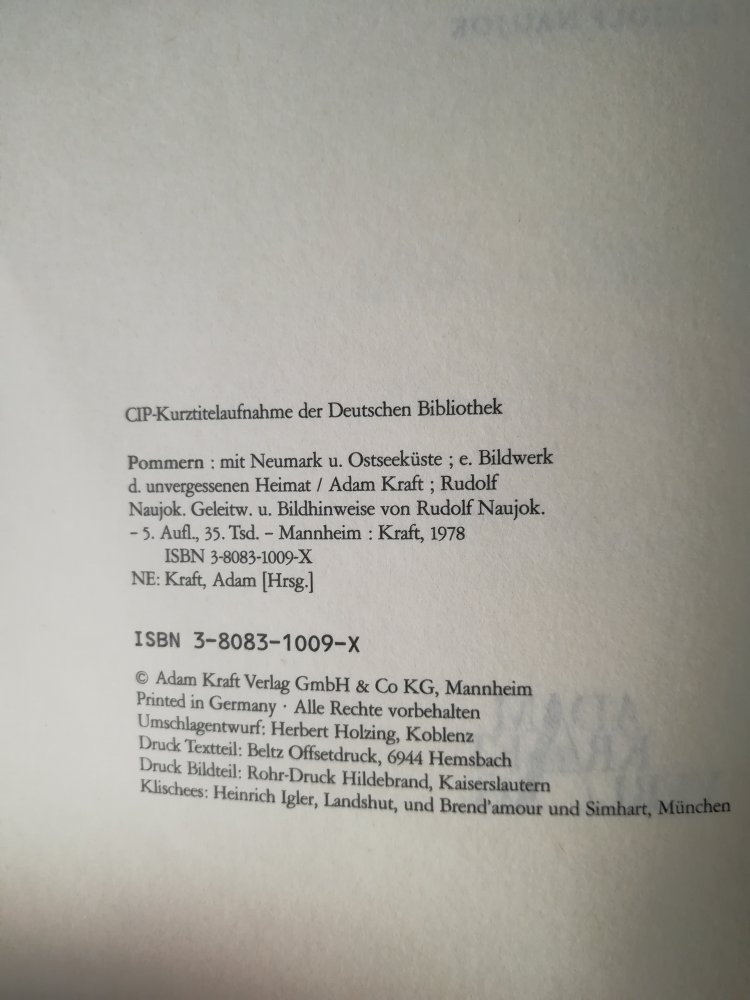 CIP-Kurztitelaufnahme der Deutschen Bibliothek
Pommern : mit Neumark u. Ostseeküste ; e. Bildwerk
d. unvergessenen Heimat / Adam Kraft ; Rudolf
Naujok. Geleitw. u. Bildhinweise von Rudolf Naujok.
– 5. Aufl., 35. Tsd. – Mannheim : Kraft, 1978
ISBN 3-8083-1009-X
NE: Kraft, Adam [Hrsg.]
ISBN 3-8083-1009-X
© Adam Kraft Verlag GmbH & Co KG, Mannheim
Printed in Germany · Alle Rechte vorbehalten
Umschlagentwurf: Herbert Holzing, Koblenz
Druck Textteil: Beltz Offsetdruck, 6944 Hemsbach
Druck Bildteil: Rohr-Druck Hildebrand, Kaiserslautern
Klischees: Heinrich Igler, Landshut, und Brend'amour und Simhart, München